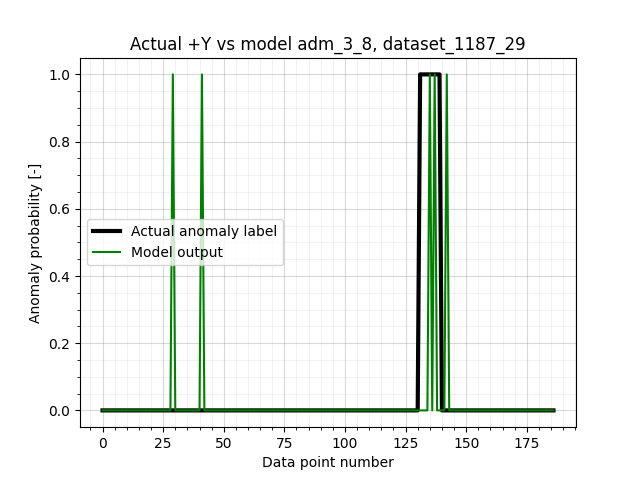 Actual +Y vs model adm_3_8, dataset_1187_29
1.0
0.8
0.6
0.4
0.2
0.0
Anomaly probability [-]
Actual anomaly label
Model output
0 25 50 75 100 125 150 175
Data point number